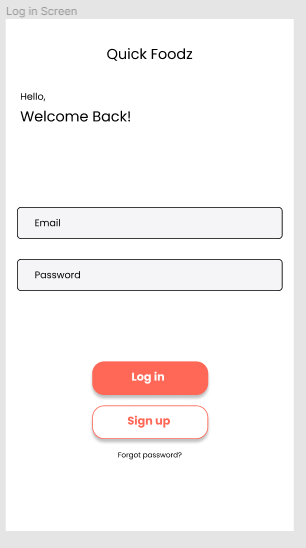 Log in Screen
Quick Foodz
Hello,
Welcome Back!
Email
Password
Log in
Sign up
Forgot password?